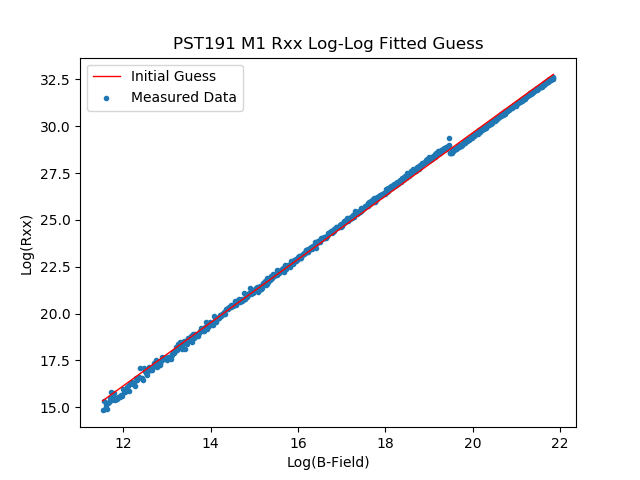 PST191 M1 Rxx Log-Log Fitted Guess
Initial Guess
Measured Data
32.5
30.0
27.5
25.0
22.5
20.0
17.5
15.0
Log(Rxx)
12 14 16 18 20 22
Log(B-Field)